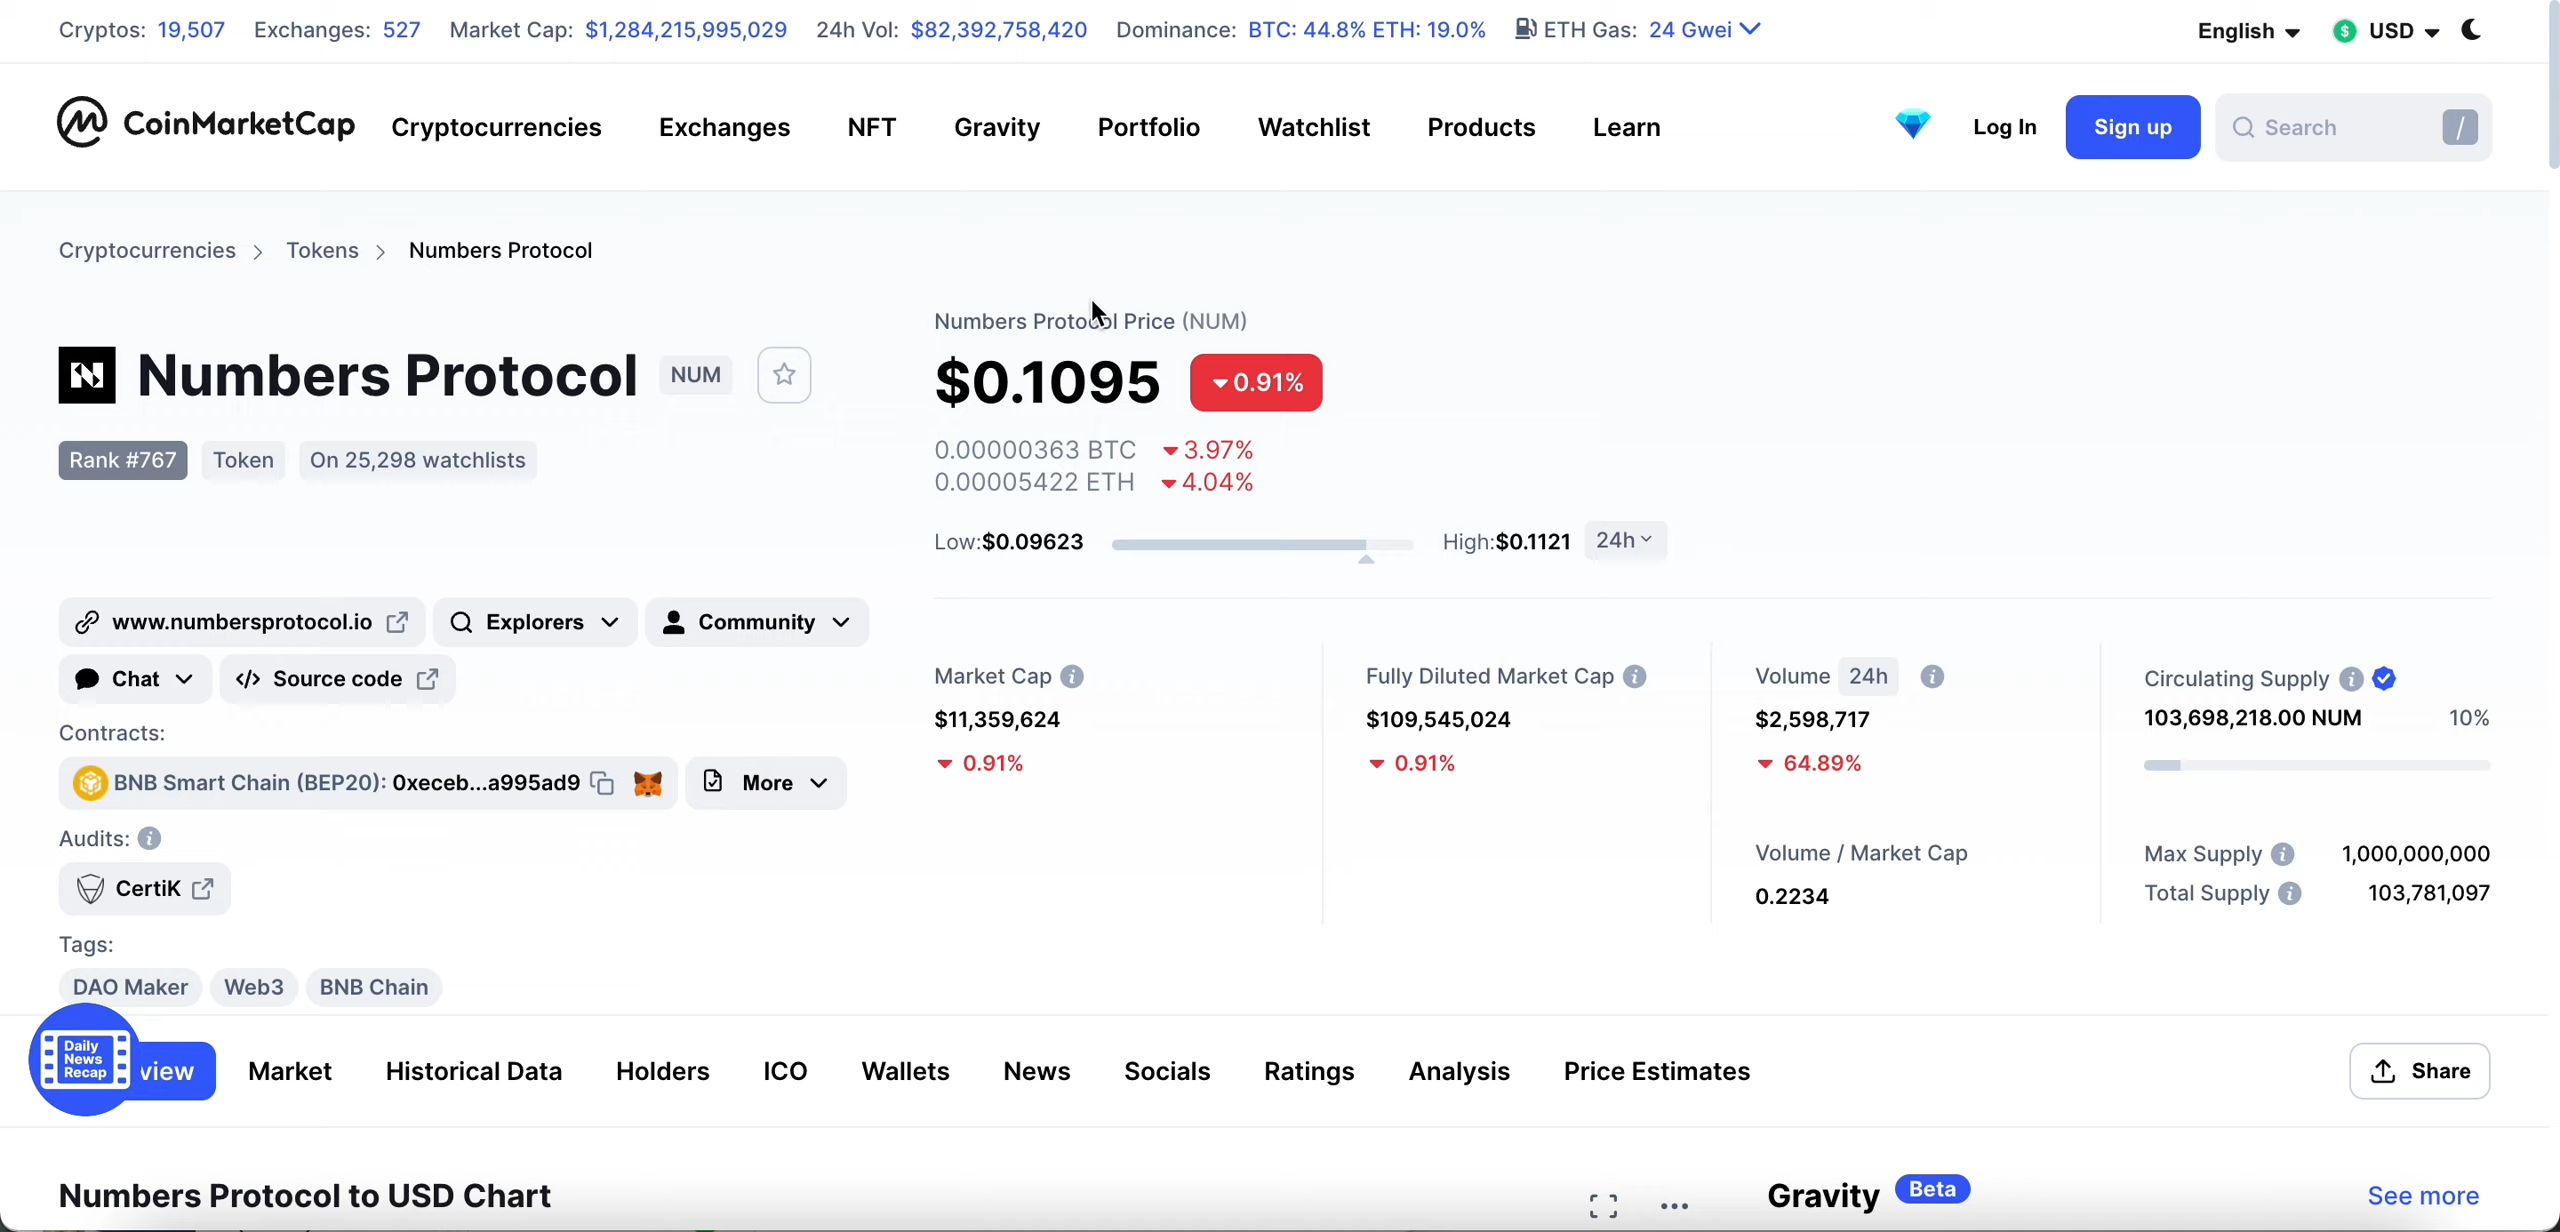 Cryptos: 19,507 Exchanges: 527 Market Cap: $1,284,215,995,029 24h Vol: $82,392,758,420 Dominance: BTC: 44.8% ETH: 19.0% ETH Gas: 24 Gwei English $ USD
CoinMarketCap Cryptocurrencies Exchanges NFT Gravity Portfolio Watchlist Products Learn Log In Sign up Search /
Cryptocurrencies > Tokens > Numbers Protocol
Numbers Protocol Price (NUM)
Numbers Protocol NUM
$0.1095 0.91%
Rank #767 Token On 25,298 watchlists
0.00000363 BTC 3.97%
0.00005422 ETH 4.04%
Low:$0.09623 High:$0.1121 24h
www.numbersprotocol.io Explorers Community
Chat </> Source code
Contracts:
BNB Smart Chain (BEP20): 0xeceb...a995ad9 More
Audits:
CertiK
Tags:
DAO Maker Web3 BNB Chain
Market Cap
$11,359,624
0.91%
Fully Diluted Market Cap
$109,545,024
0.91%
Volume 24h
$2,598,717
64.89%
Volume / Market Cap
0.2234
Circulating Supply
103,698,218.00 NUM 10%
Max Supply 1,000,000,000
Total Supply 103,781,097
Daily
News
Recap
view Market Historical Data Holders ICO Wallets News Socials Ratings Analysis Price Estimates Share
Numbers Protocol to USD Chart
Gravity Beta See more